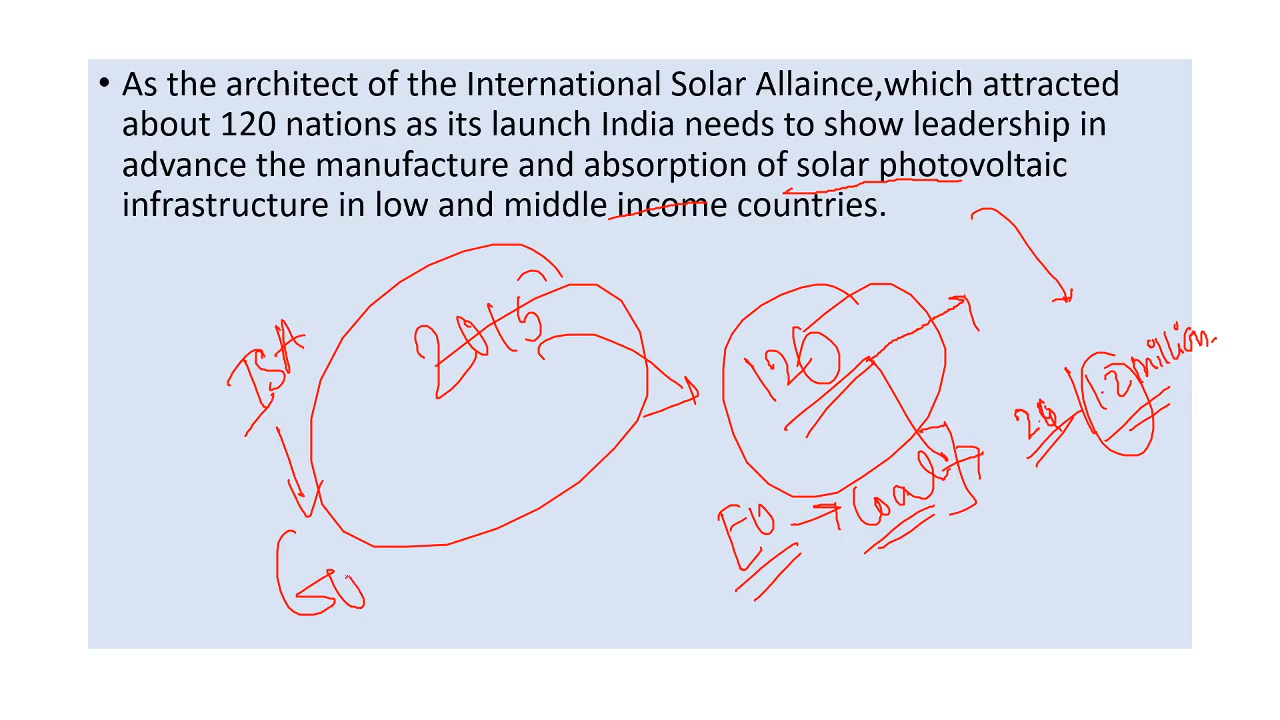 • As the architect of the International Solar Allaince,which attracted
about 120 nations as its launch India needs to show leadership in
advance the manufacture and absorption of solar photovoltaic
infrastructure in low and middle income countries.
2015
ISA
120
1.2 million.
Coal